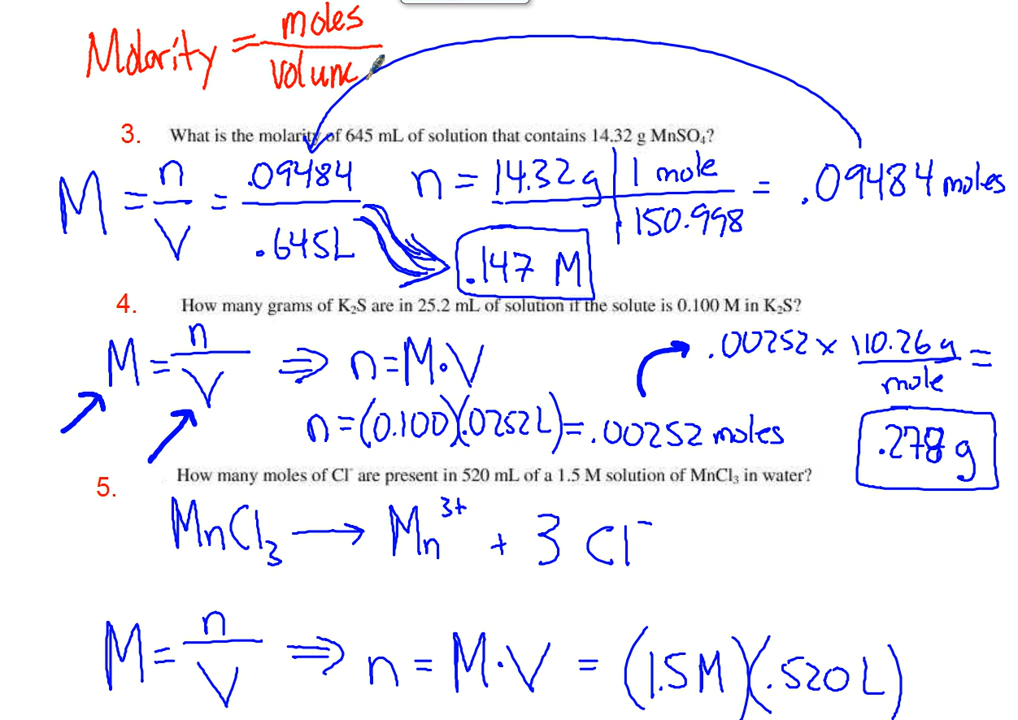 Molarity = moles / volume
3. What is the molarity of 645 mL of solution that contains 14.32 g MnSO₄?
M = n / V = .09484 / .645L
n = 14.32g | 1 mole / 150.998 = .09484 moles
.147 M
4. How many grams of K₂S are in 25.2 mL of solution if the solute is 0.100 M in K₂S?
M = n / V ⇒ n = M·V
.00252 × 110.26 g / mole =
n = (0.100)(.0252L) = .00252 moles
.278 g
5. How many moles of Cl⁻ are present in 520 mL of a 1.5 M solution of MnCl₃ in water?
MnCl₃ → Mn³⁺ + 3 Cl⁻
M = n / V ⇒ n = M·V = (1.5M)(.520L)